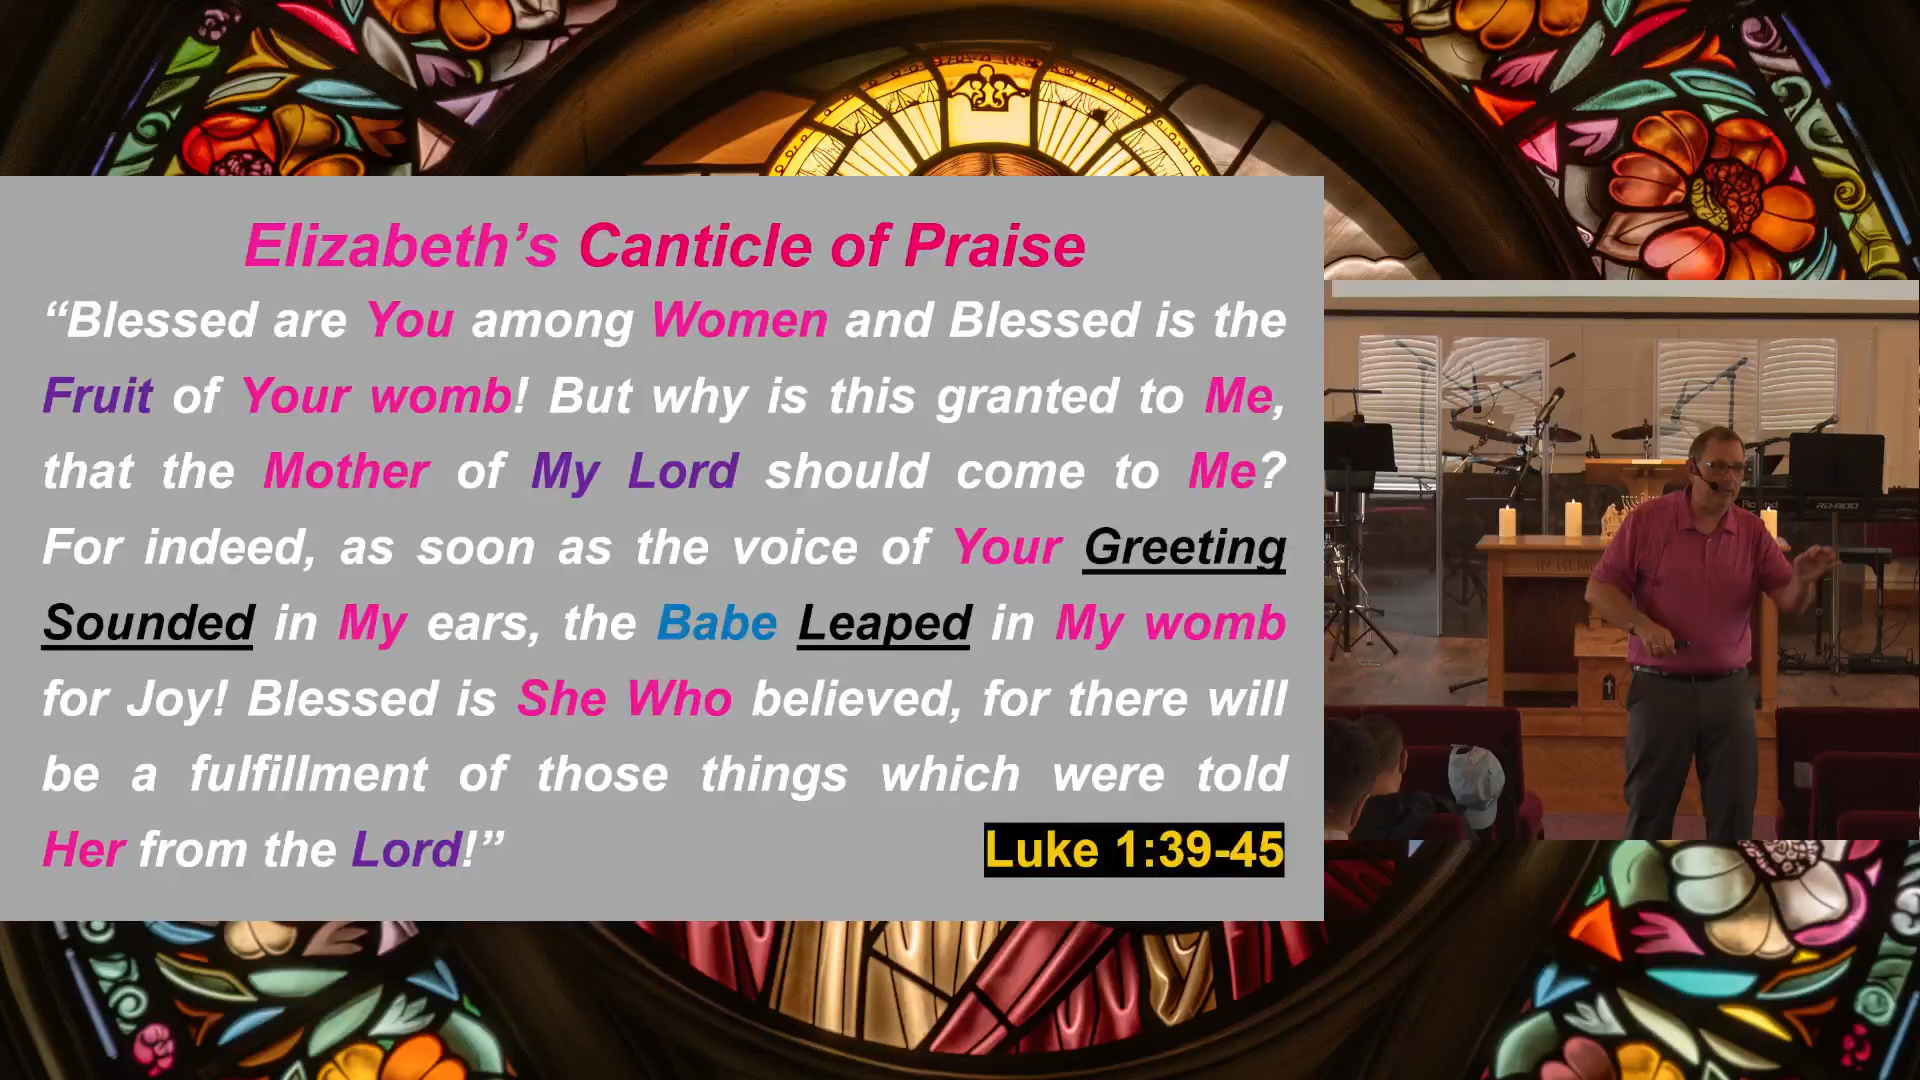 Elizabeth’s Canticle of Praise
“Blessed are You among Women and Blessed is the
Fruit of Your womb! But why is this granted to Me,
that the Mother of My Lord should come to Me?
For indeed, as soon as the voice of Your Greeting
Sounded in My ears, the Babe Leaped in My womb
for Joy! Blessed is She Who believed, for there will
be a fulfillment of those things which were told
Her from the Lord!”
Luke 1:39-45